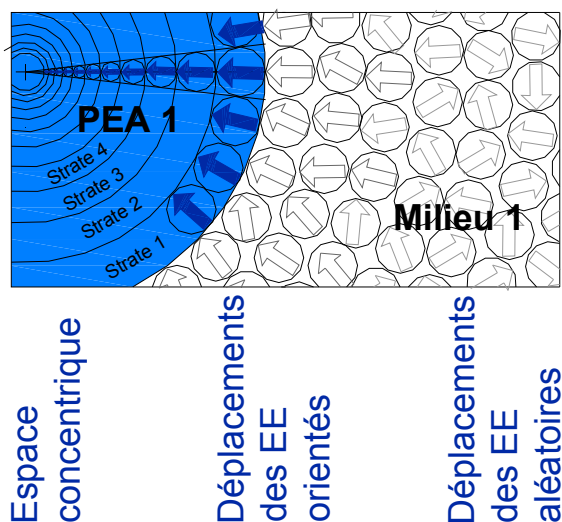 PEA 1
Strate 4
Strate 3
Strate 2
Strate 1
Milieu 1
Espace
concentrique
Déplacements
des EE
orientés
Déplacements
des EE
aléatoires